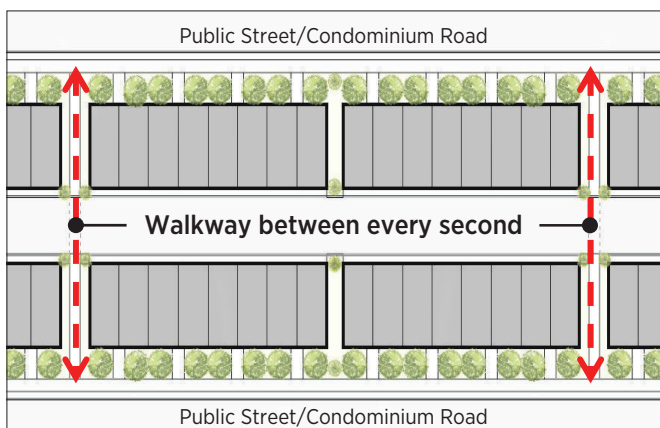 Public Street/Condominium Road
Walkway between every second
Public Street/Condominium Road